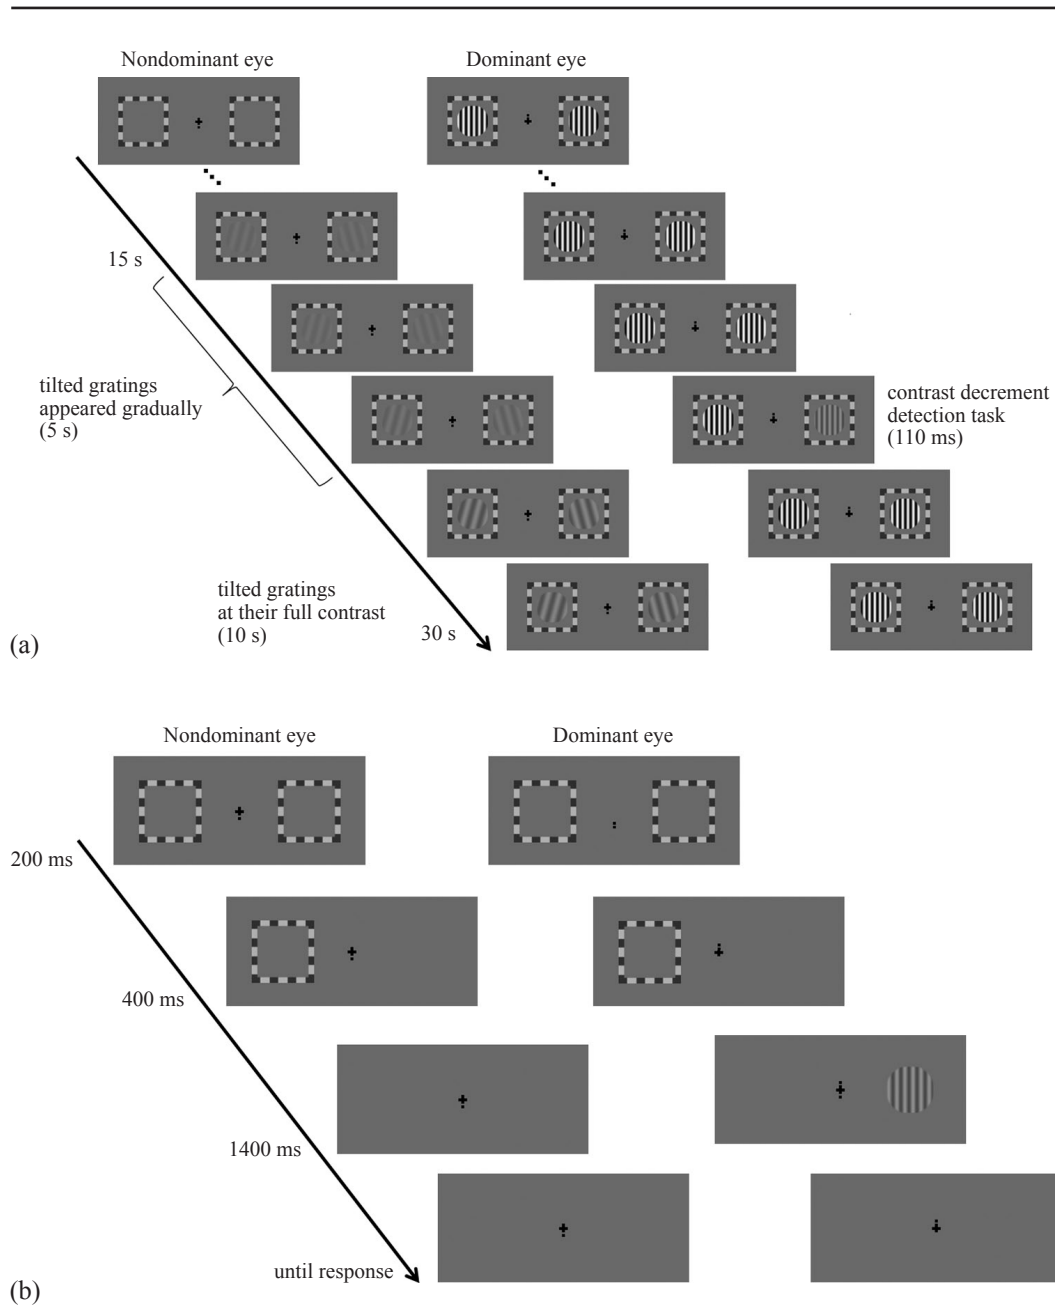 Nondominant eye
Dominant eye
15 s
tilted gratings
appeared gradually
(5 s)
contrast decrement
detection task
(110 ms)
tilted gratings
at their full contrast
(10 s)
30 s
(a)
Nondominant eye
Dominant eye
200 ms
400 ms
1400 ms
until response
(b)